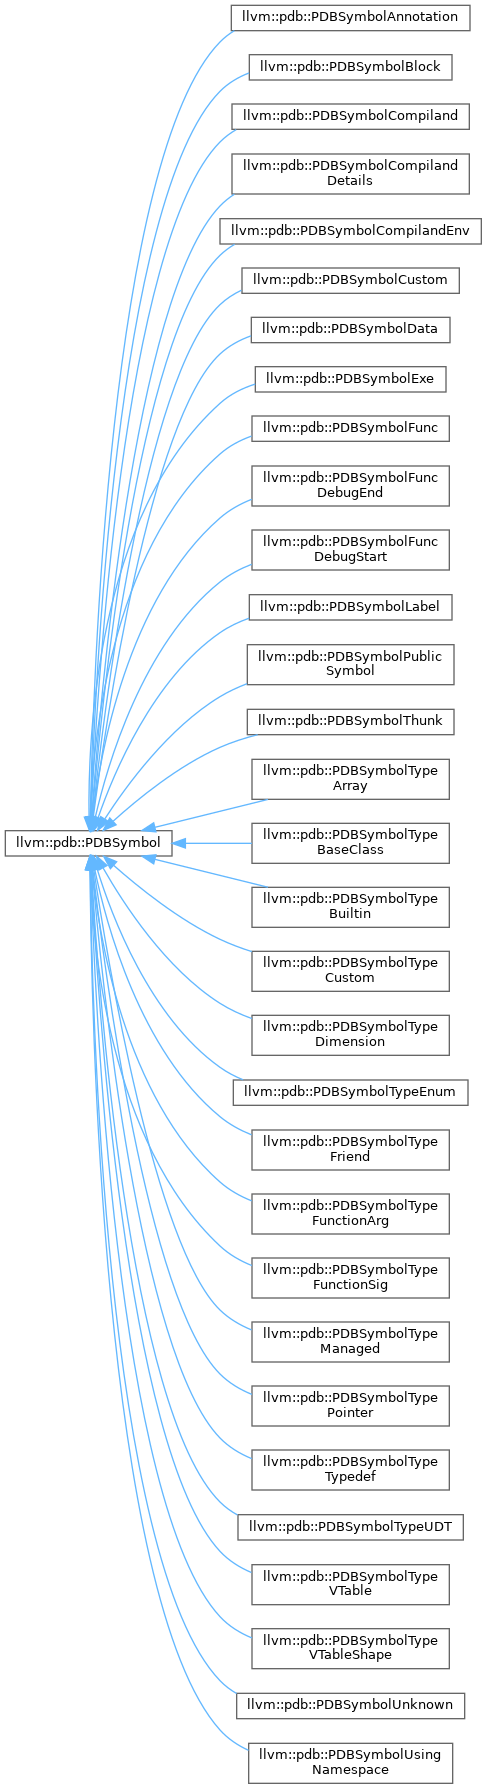 llvm::pdb::PDBSymbolAnnotation
llvm::pdb::PDBSymbolBlock
llvm::pdb::PDBSymbolCompiland
llvm::pdb::PDBSymbolCompiland
Details
llvm::pdb::PDBSymbolCompilandEnv
llvm::pdb::PDBSymbolCustom
llvm::pdb::PDBSymbolData
llvm::pdb::PDBSymbolExe
llvm::pdb::PDBSymbolFunc
llvm::pdb::PDBSymbolFunc
DebugEnd
llvm::pdb::PDBSymbolFunc
DebugStart
llvm::pdb::PDBSymbolLabel
llvm::pdb::PDBSymbolPublic
Symbol
llvm::pdb::PDBSymbolThunk
llvm::pdb::PDBSymbolType
Array
llvm::pdb::PDBSymbol
llvm::pdb::PDBSymbolType
BaseClass
llvm::pdb::PDBSymbolType
Builtin
llvm::pdb::PDBSymbolType
Custom
llvm::pdb::PDBSymbolType
Dimension
llvm::pdb::PDBSymbolTypeEnum
llvm::pdb::PDBSymbolType
Friend
llvm::pdb::PDBSymbolType
FunctionArg
llvm::pdb::PDBSymbolType
FunctionSig
llvm::pdb::PDBSymbolType
Managed
llvm::pdb::PDBSymbolType
Pointer
llvm::pdb::PDBSymbolType
Typedef
llvm::pdb::PDBSymbolTypeUDT
llvm::pdb::PDBSymbolType
VTable
llvm::pdb::PDBSymbolType
VTableShape
llvm::pdb::PDBSymbolUnknown
llvm::pdb::PDBSymbolUsing
Namespace